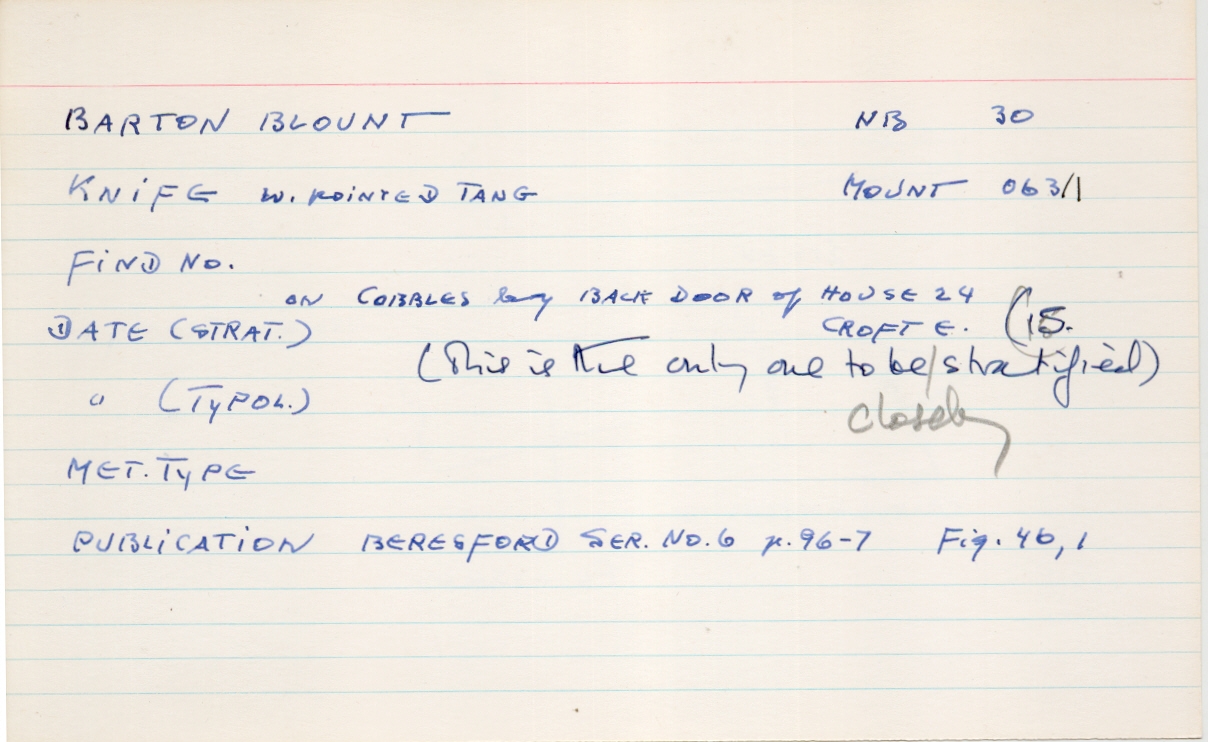 BARTON BLOUNT NB 30
KNIFE W. POINTED TANG MOUNT 063/1
FIND NO.
ON COBBLES by BACK DOOR of HOUSE 24
DATE (STRAT.) CROFT E. C15.
(This is the only one to be/stratified)
" (TYPOL.) closely
MET. TYPE
PUBLICATION BERESFORD SER. NO. 6 p. 96-7 Fig. 46, 1